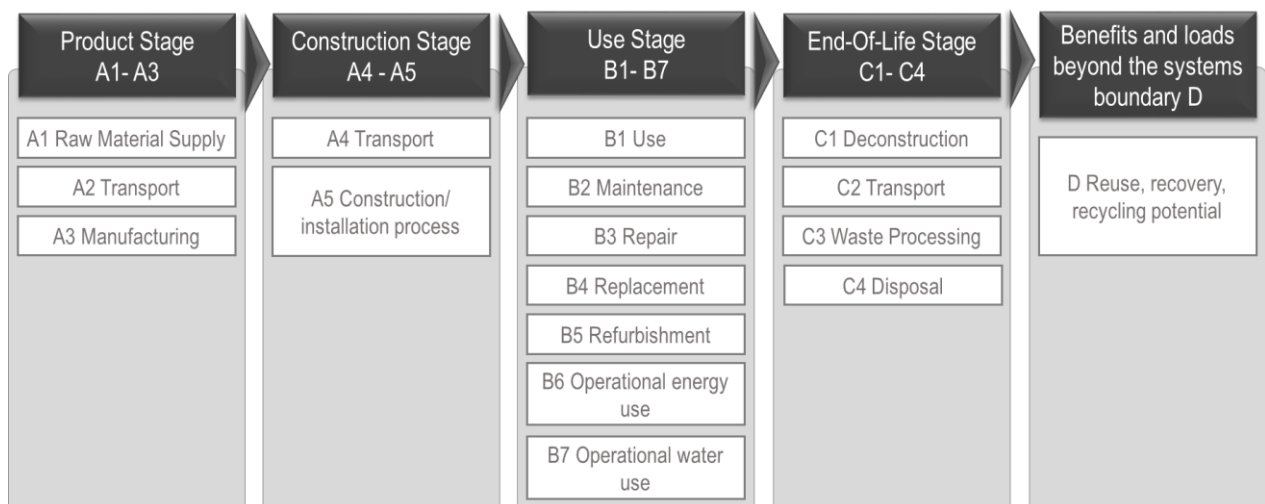 Product Stage
A1- A3
Construction Stage
A4 - A5
Use Stage
B1- B7
End-Of-Life Stage
C1- C4
Benefits and loads
beyond the systems
boundary D
A1 Raw Material Supply
A2 Transport
A3 Manufacturing
A4 Transport
A5 Construction/
installation process
B1 Use
B2 Maintenance
B3 Repair
B4 Replacement
B5 Refurbishment
B6 Operational energy
use
B7 Operational water
use
C1 Deconstruction
C2 Transport
C3 Waste Processing
C4 Disposal
D Reuse, recovery,
recycling potential